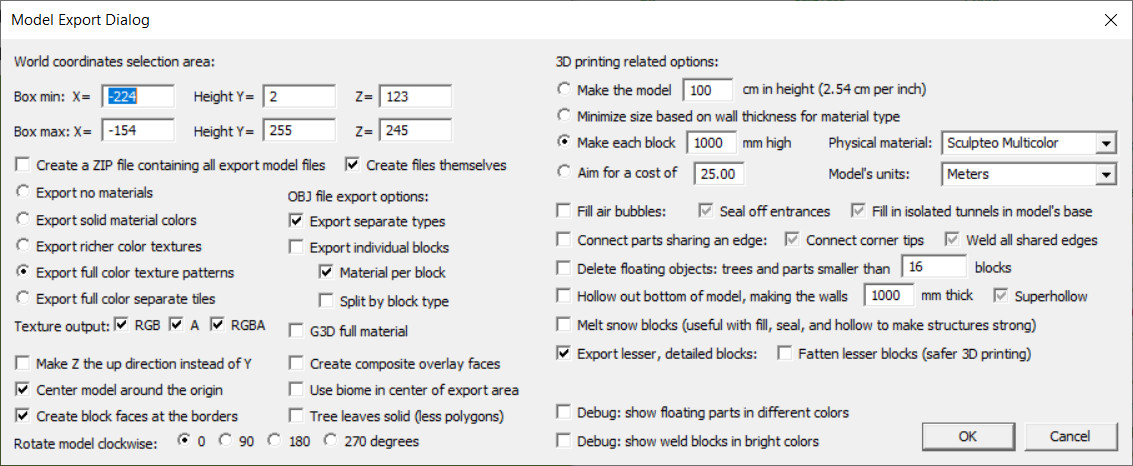 Model Export Dialog
World coordinates selection area:
Box min: X= -224 Height Y= 2 Z= 123
Box max: X= -154 Height Y= 255 Z= 245
Create a ZIP file containing all export model files Create files themselves
Export no materials
Export solid material colors
Export richer color textures
Export full color texture patterns
Export full color separate tiles
Texture output: RGB A RGBA
OBJ file export options:
Export separate types
Export individual blocks
Material per block
Split by block type
G3D full material
Make Z the up direction instead of Y
Center model around the origin
Create block faces at the borders
Create composite overlay faces
Use biome in center of export area
Tree leaves solid (less polygons)
Rotate model clockwise: 0 90 180 270 degrees
3D printing related options:
Make the model 100 cm in height (2.54 cm per inch)
Minimize size based on wall thickness for material type
Make each block 1000 mm high Physical material: Sculpteo Multicolor
Aim for a cost of 25.00 Model's units: Meters
Fill air bubbles: Seal off entrances Fill in isolated tunnels in model's base
Connect parts sharing an edge: Connect corner tips Weld all shared edges
Delete floating objects: trees and parts smaller than 16 blocks
Hollow out bottom of model, making the walls 1000 mm thick Superhollow
Melt snow blocks (useful with fill, seal, and hollow to make structures strong)
Export lesser, detailed blocks: Fatten lesser blocks (safer 3D printing)
Debug: show floating parts in different colors
Debug: show weld blocks in bright colors
OK Cancel